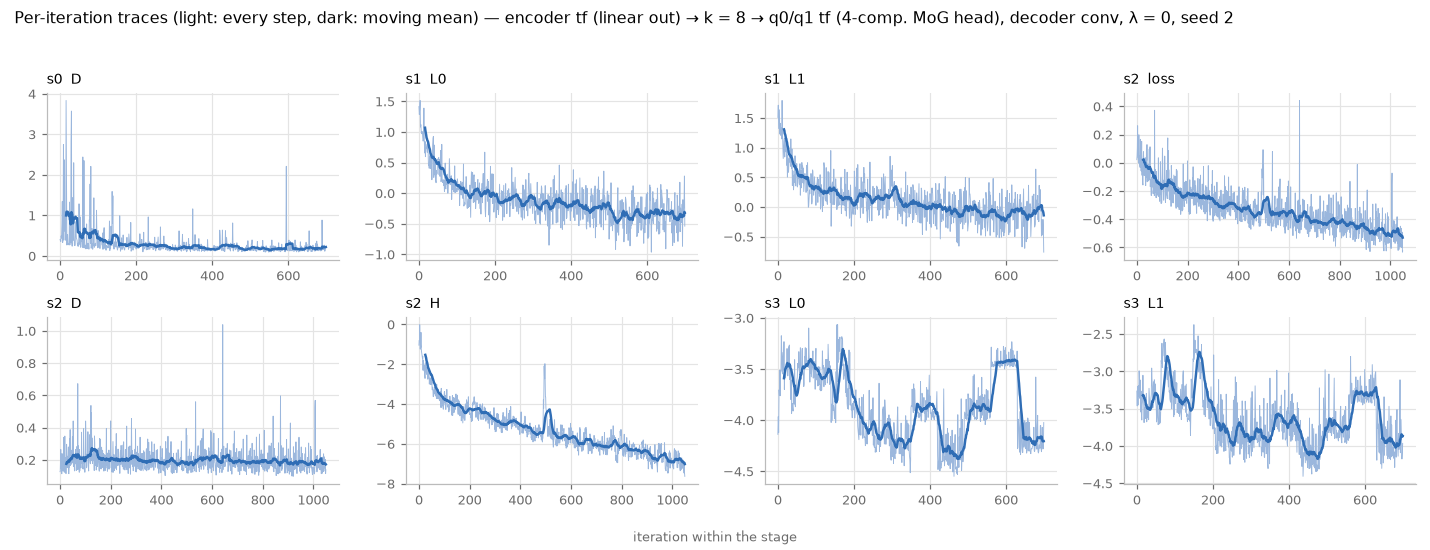 Per-iteration traces (light: every step, dark: moving mean) — encoder tf (linear out) → k = 8 → q0/q1 tf (4-comp. MoG head), decoder conv, λ = 0, seed 2
s0 D
4
3
2
1
0
0 200 400 600
s1 L0
1.5
1.0
0.5
0.0
−0.5
−1.0
0 200 400 600
s1 L1
1.5
1.0
0.5
0.0
−0.5
0 200 400 600
s2 loss
0.4
0.2
0.0
−0.2
−0.4
−0.6
0 200 400 600 800 1000
s2 D
1.0
0.8
0.6
0.4
0.2
0 200 400 600 800 1000
s2 H
0
−2
−4
−6
−8
0 200 400 600 800 1000
s3 L0
−3.0
−3.5
−4.0
−4.5
0 200 400 600
s3 L1
−2.5
−3.0
−3.5
−4.0
−4.5
0 200 400 600
iteration within the stage